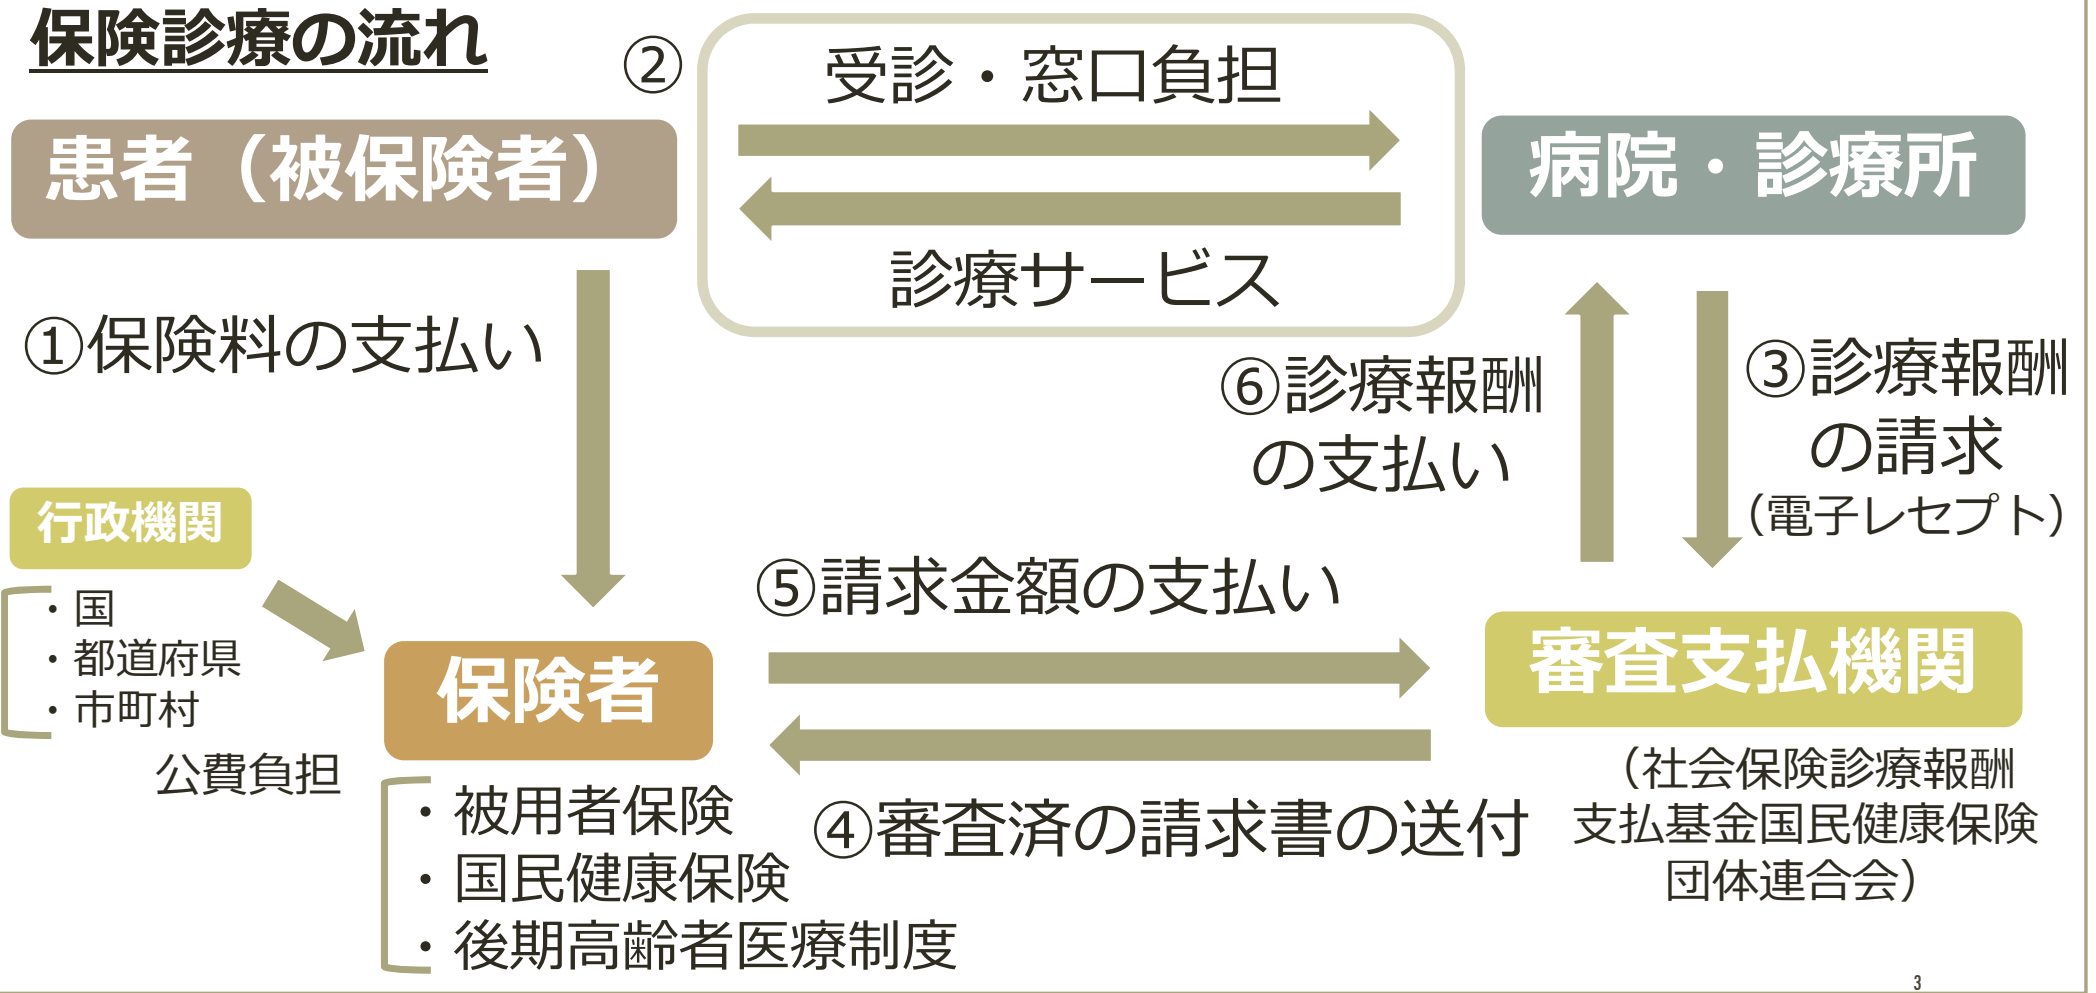 保険診療の流れ
②
受診・窓口負担
患者（被保険者）
病院・診療所
診療サービス
①保険料の支払い
⑥診療報酬
の支払い
③診療報酬
の請求
（電子レセプト）
行政機関
・国
・都道府県
・市町村
公費負担
⑤請求金額の支払い
保険者
審査支払機関
④審査済の請求書の送付
（社会保険診療報酬
支払基金国民健康保険
団体連合会）
・被用者保険
・国民健康保険
・後期高齢者医療制度
3